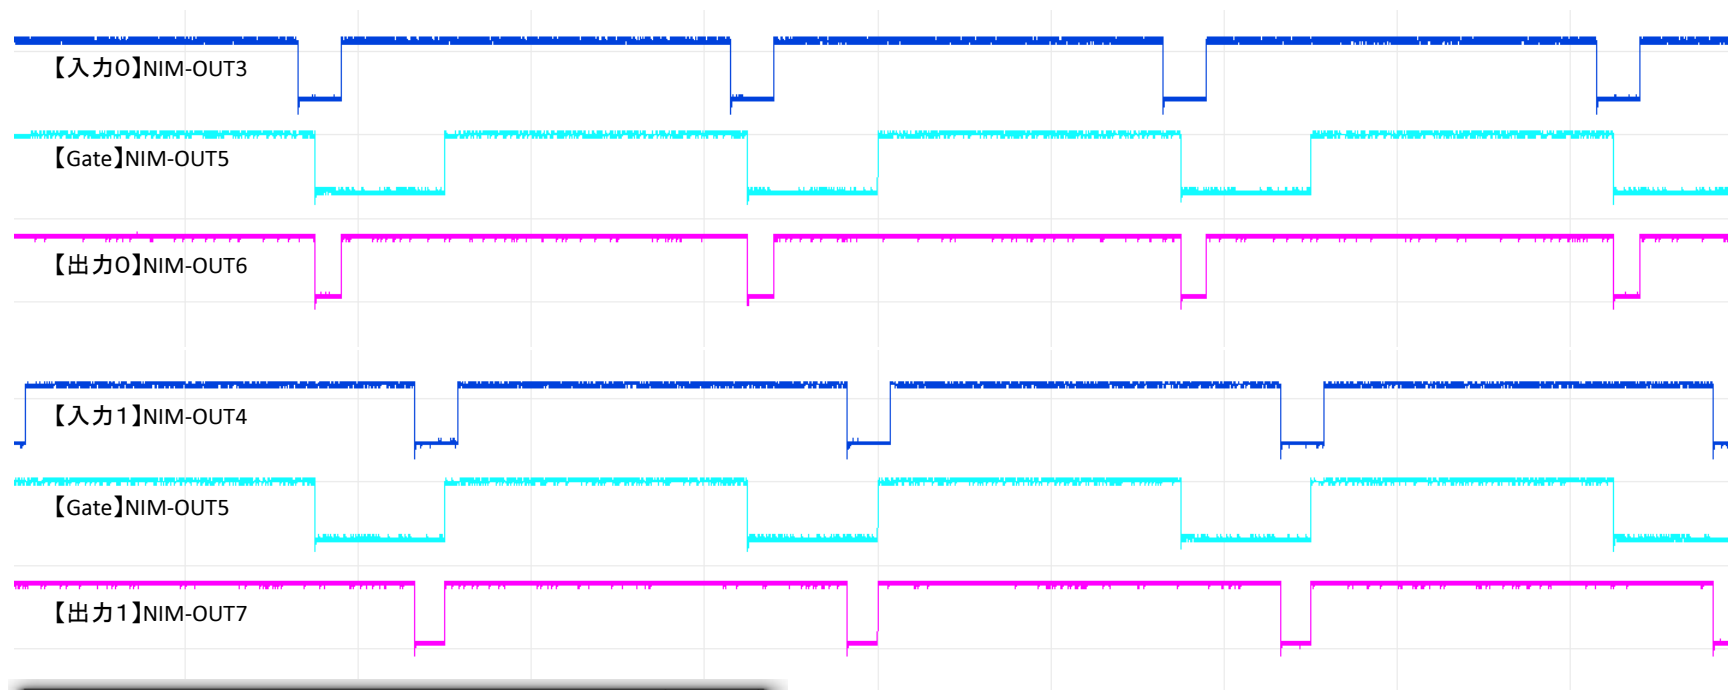 【入力0】NIM-OUT3
【Gate】NIM-OUT5
【出力0】NIM-OUT6
【入力1】NIM-OUT4
【Gate】NIM-OUT5
【出力1】NIM-OUT7